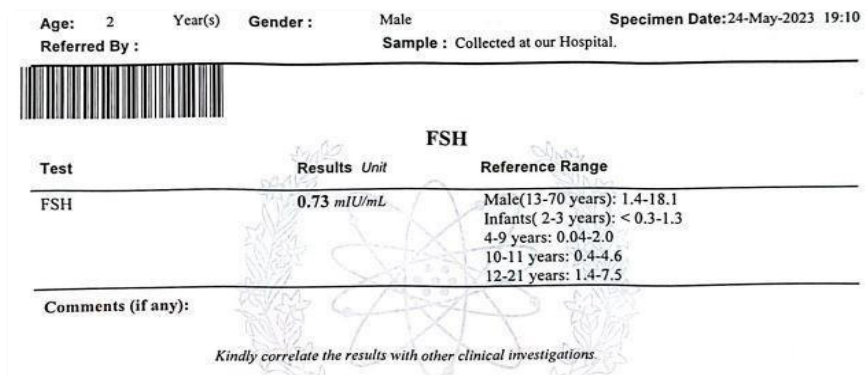 Age: 2 Year(s) Gender : Male Specimen Date:24-May-2023 19:10
Referred By : Sample : Collected at our Hospital.
FSH
Test Results Unit Reference Range
FSH 0.73 mIU/mL Male(13-70 years): 1.4-18.1
Infants( 2-3 years): < 0.3-1.3
4-9 years: 0.04-2.0
10-11 years: 0.4-4.6
12-21 years: 1.4-7.5
Comments (if any):
Kindly correlate the results with other clinical investigations.